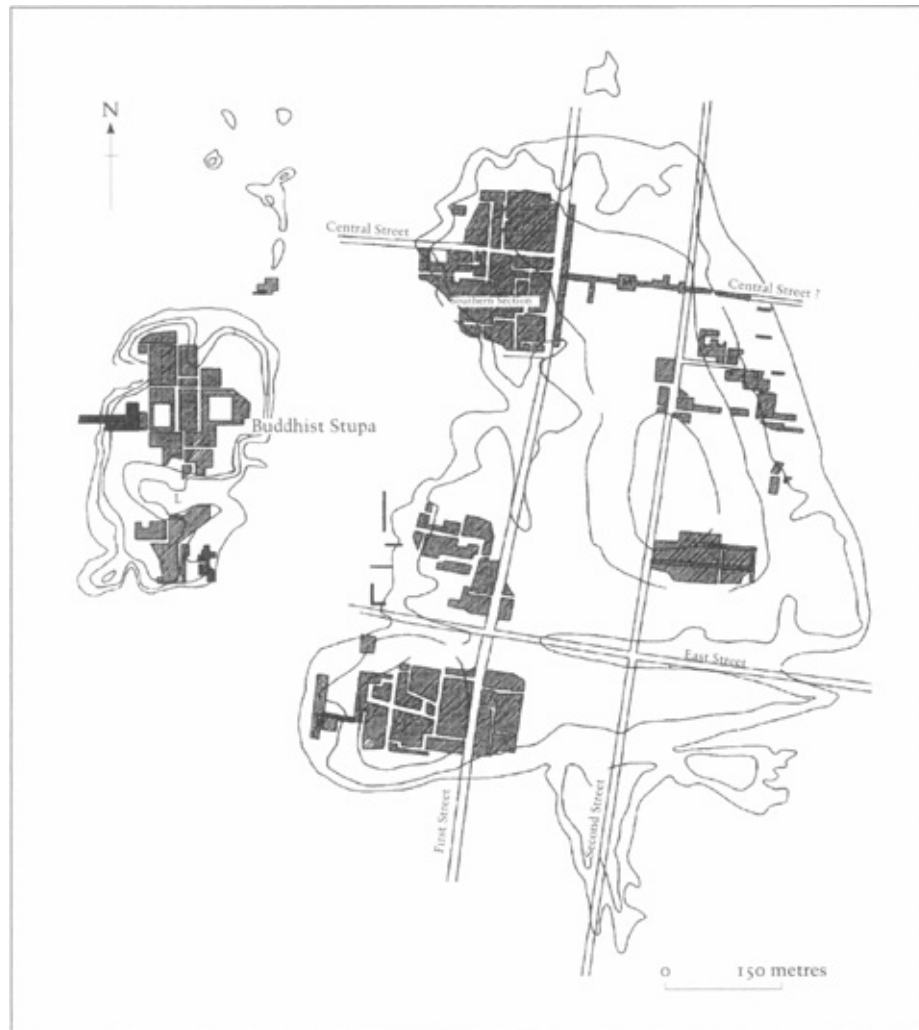 N
Central Street
Central Street ?
Southern Section
Buddhist Stupa
L
East Street
First Street
Second Street
0 150 metres